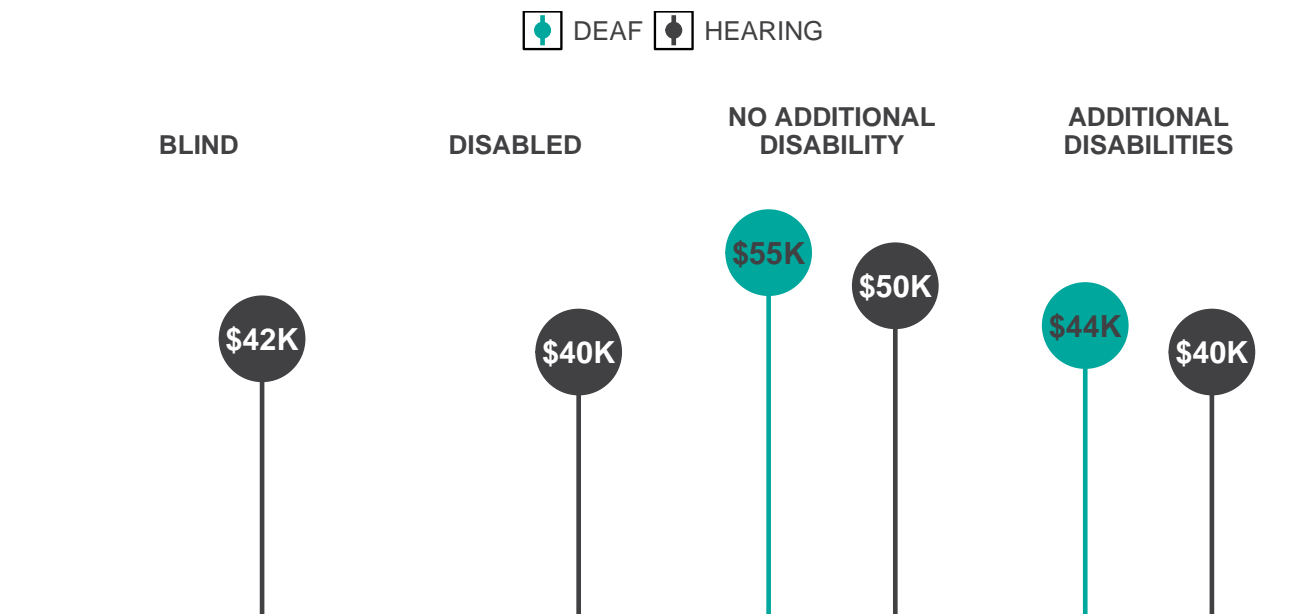 DEAF HEARING
BLIND
DISABLED
NO ADDITIONAL
DISABILITY
ADDITIONAL
DISABILITIES
$42K
$40K
$55K
$50K
$44K
$40K